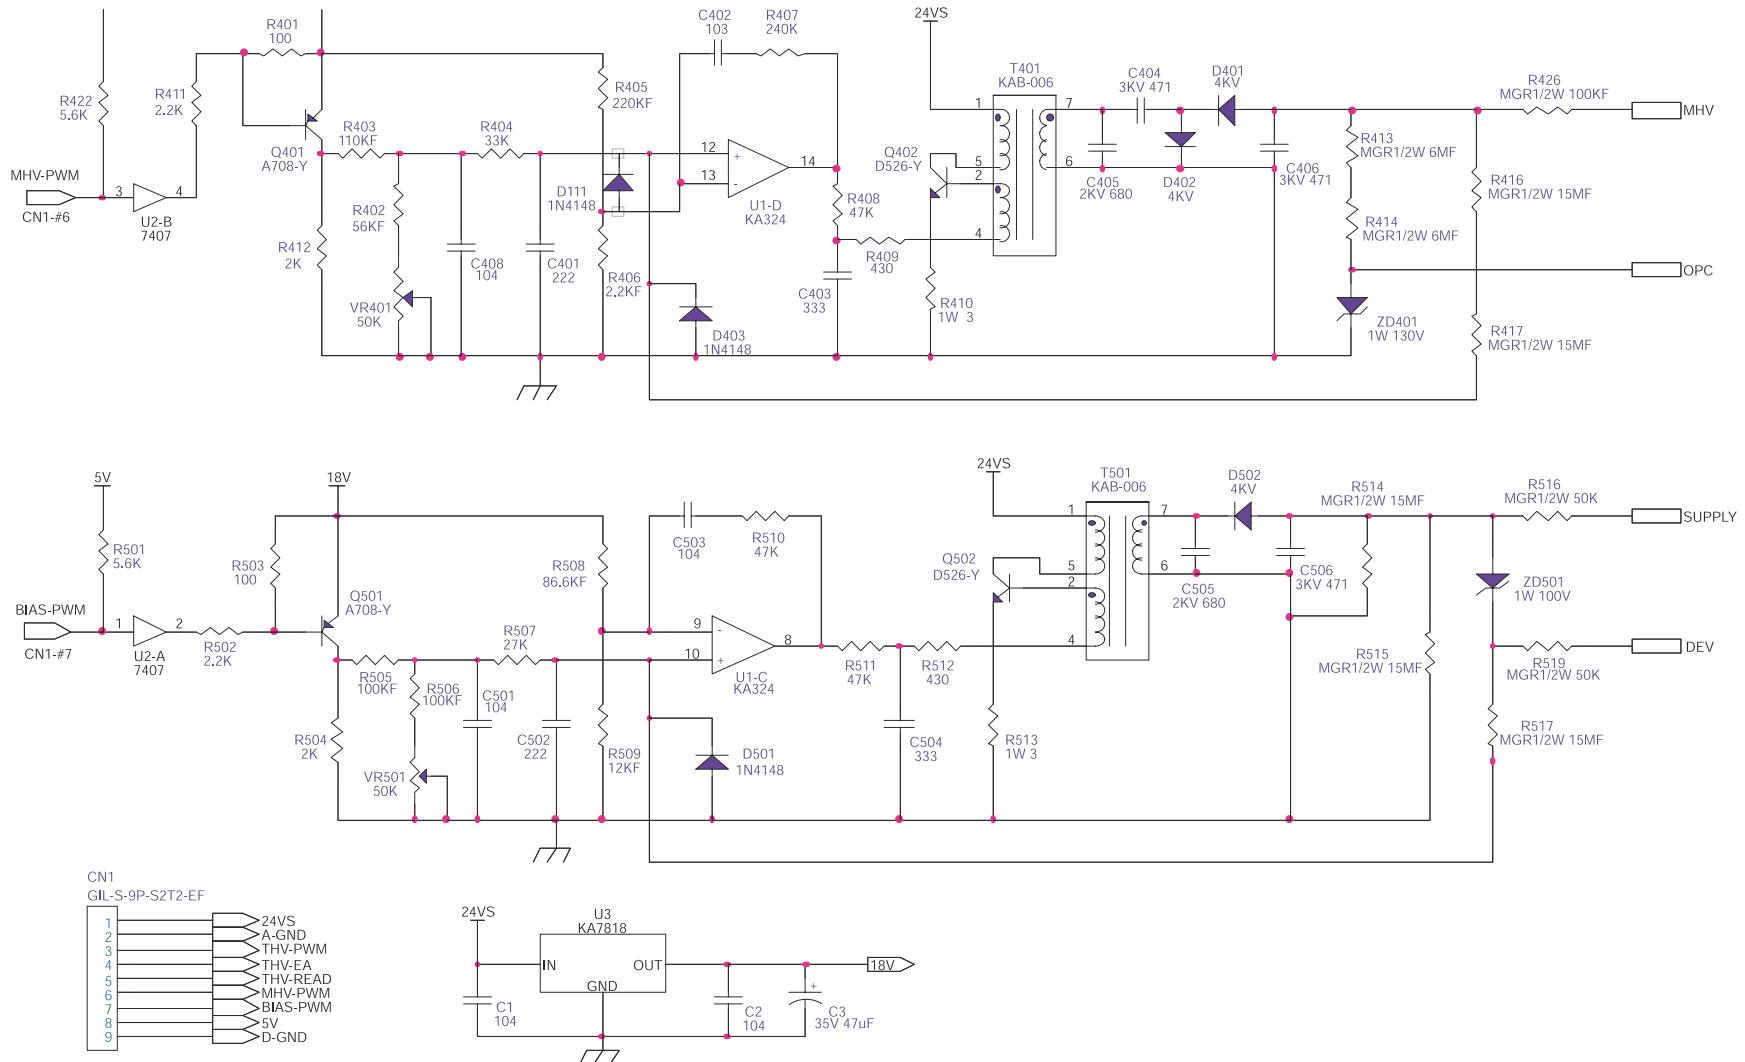 24VS
R401
100
C402
103
R407
240K
R422
5.6K
R411
2.2K
R405
220KF
T401
KAB-006
C404
3KV 471
D401
4KV
R426
MGR1/2W 100KF
MHV
1
7
R403
110KF
R404
33K
Q401
A708-Y
12
+
14
13
-
U1-D
KA324
Q402
D526-Y
5
2
6
4
C405
2KV 680
D402
4KV
C406
3KV 471
R413
MGR1/2W 6MF
R416
MGR1/2W 15MF
MHV-PWM
CN1-#6
3
4
U2-B
7407
D111
1N4148
R402
56KF
R408
47K
R414
MGR1/2W 6MF
R412
2K
C408
104
C401
222
R406
2.2KF
R409
430
OPC
VR401
50K
C403
333
R410
1W 3
ZD401
1W 130V
R417
MGR1/2W 15MF
D403
1N4148
5V
18V
24VS
T501
KAB-006
D502
4KV
R514
MGR1/2W 15MF
R516
MGR1/2W 50K
SUPPLY
1
7
R501
5.6K
R503
100
R508
86.6KF
C503
104
R510
47K
Q502
D526-Y
5
2
6
4
C505
2KV 680
C506
3KV 471
ZD501
1W 100V
BIAS-PWM
CN1-#7
1
2
U2-A
7407
R502
2.2K
Q501
A708-Y
R507
27K
9
-
8
10
+
U1-C
KA324
R511
47K
R512
430
R515
MGR1/2W 15MF
R519
MGR1/2W 50K
DEV
R505
100KF
R506
100KF
C501
104
C502
222
R509
12KF
R504
2K
VR501
50K
D501
1N4148
C504
333
R513
1W 3
R517
MGR1/2W 15MF
CN1
GIL-S-9P-S2T2-EF
1 24VS
2 A-GND
3 THV-PWM
4 THV-EA
5 THV-READ
6 MHV-PWM
7 BIAS-PWM
8 5V
9 D-GND
24VS
U3
KA7818
IN
OUT
GND
18V
C1
104
C2
104
+
C3
35V 47uF